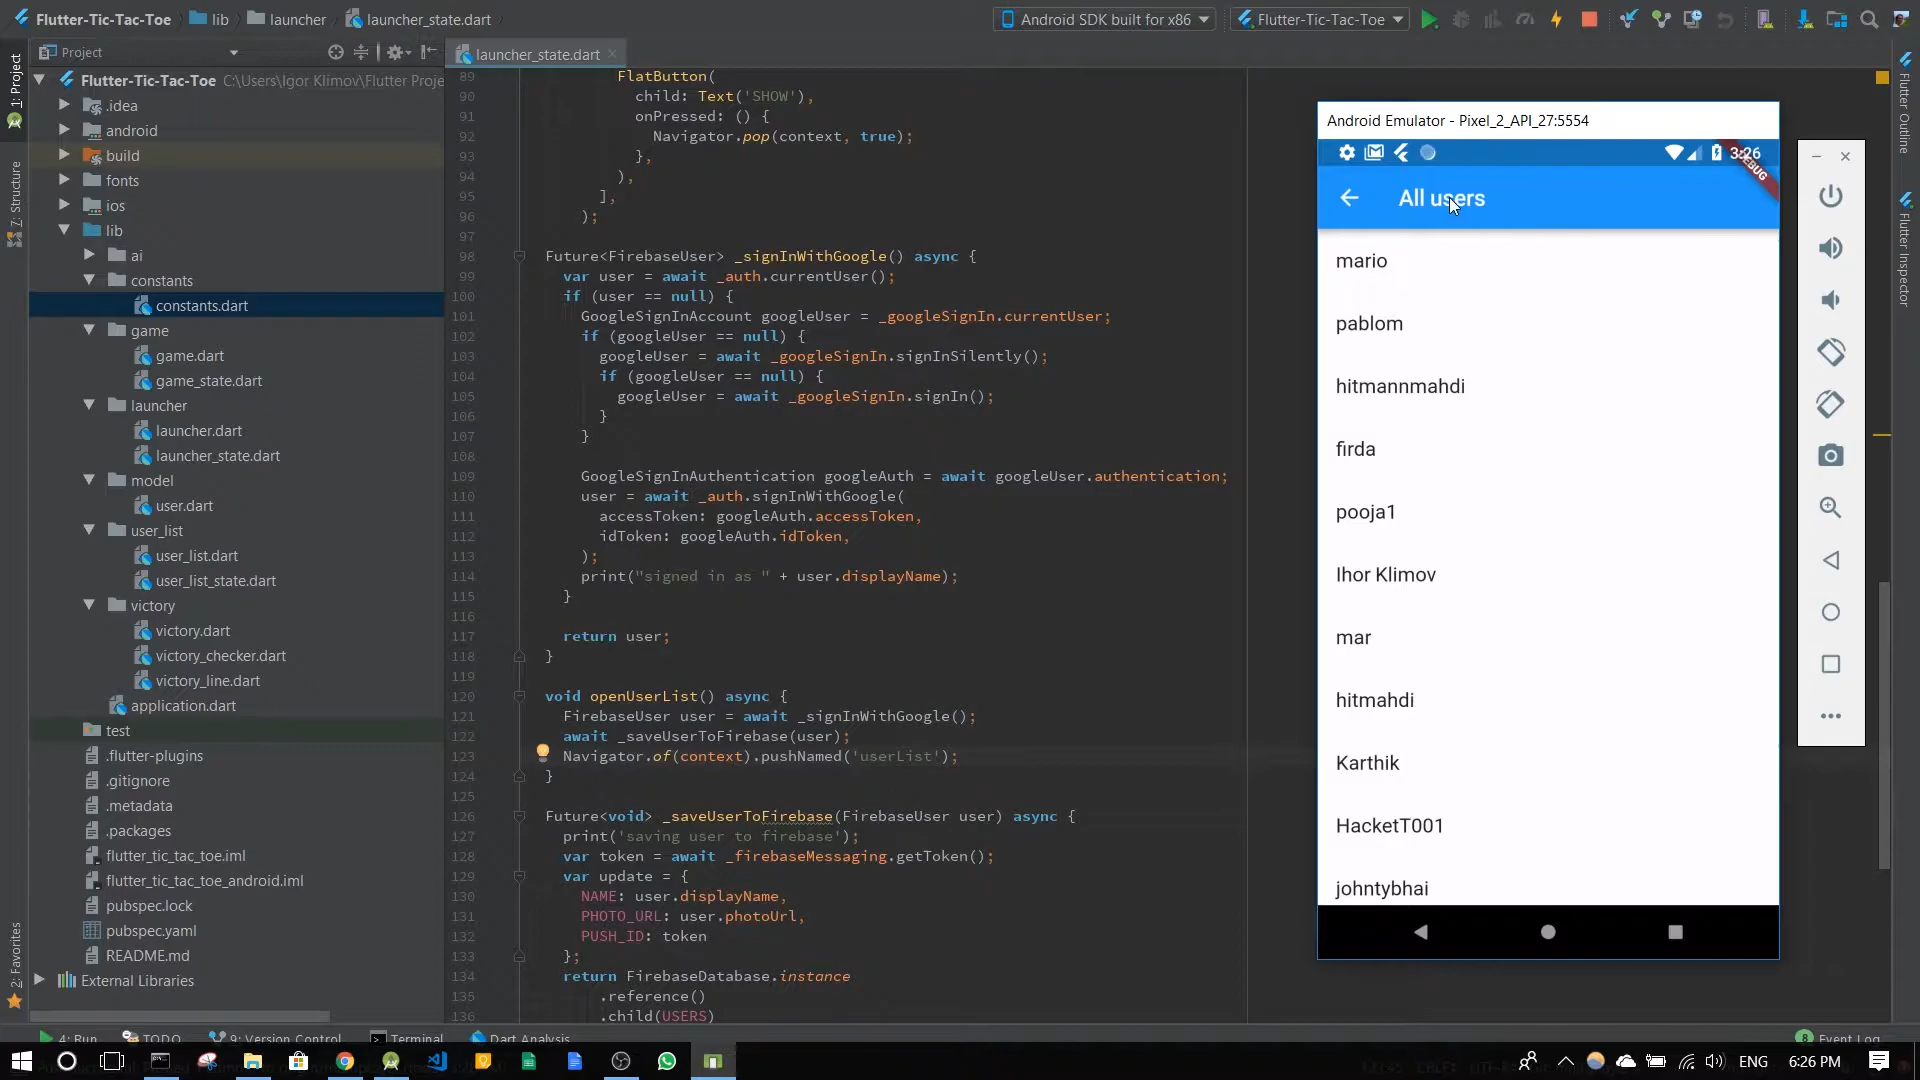 Flutter-Tic-Tac-Toe
lib
launcher
launcher_state.dart
Android SDK built for x86
Flutter-Tic-Tac-Toe
Project
launcher_state.dart
1: Project
7: Structure
2: Favorites
Flutter-Tic-Tac-Toe C:\Users\Igor Klimov\Flutter Proje
.idea
android
build
fonts
ios
lib
ai
constants
constants.dart
game
game.dart
game_state.dart
launcher
launcher.dart
launcher_state.dart
model
user.dart
user_list
user_list.dart
user_list_state.dart
victory
victory.dart
victory_checker.dart
victory_line.dart
application.dart
test
.flutter-plugins
.gitignore
.metadata
.packages
flutter_tic_tac_toe.iml
flutter_tic_tac_toe_android.iml
pubspec.lock
pubspec.yaml
README.md
External Libraries
89 FlatButton(
90 child: Text('SHOW'),
91 onPressed: () {
92 Navigator.pop(context, true);
93 },
94 ),
95 ],
96 );
97
98 Future<FirebaseUser> _signInWithGoogle() async {
99 var user = await _auth.currentUser();
100 if (user == null) {
101 GoogleSignInAccount googleUser = _googleSignIn.currentUser;
102 if (googleUser == null) {
103 googleUser = await _googleSignIn.signInSilently();
104 if (googleUser == null) {
105 googleUser = await _googleSignIn.signIn();
106 }
107 }
108
109 GoogleSignInAuthentication googleAuth = await googleUser.authentication;
110 user = await _auth.signInWithGoogle(
111 accessToken: googleAuth.accessToken,
112 idToken: googleAuth.idToken,
113 );
114 print("signed in as " + user.displayName);
115 }
116
117 return user;
118 }
119
120 void openUserList() async {
121 FirebaseUser user = await _signInWithGoogle();
122 await _saveUserToFirebase(user);
123 Navigator.of(context).pushNamed('userList');
124 }
125
126 Future<void> _saveUserToFirebase(FirebaseUser user) async {
127 print('saving user to firebase');
128 var token = await _firebaseMessaging.getToken();
129 var update = {
130 NAME: user.displayName,
131 PHOTO_URL: user.photoUrl,
132 PUSH_ID: token
133 };
134 return FirebaseDatabase.instance
135 .reference()
136 .child(USERS)
Android Emulator - Pixel_2_API_27:5554
3:26
DEBUG
All users
mario
pablom
hitmannmahdi
firda
pooja1
Ihor Klimov
mar
hitmahdi
Karthik
HacketT001
johntybhai
Flutter Outline
Flutter Inspector
4: Run
TODO
9: Version Control
Terminal
Dart Analysis
8 Event Log
ENG
6:26 PM